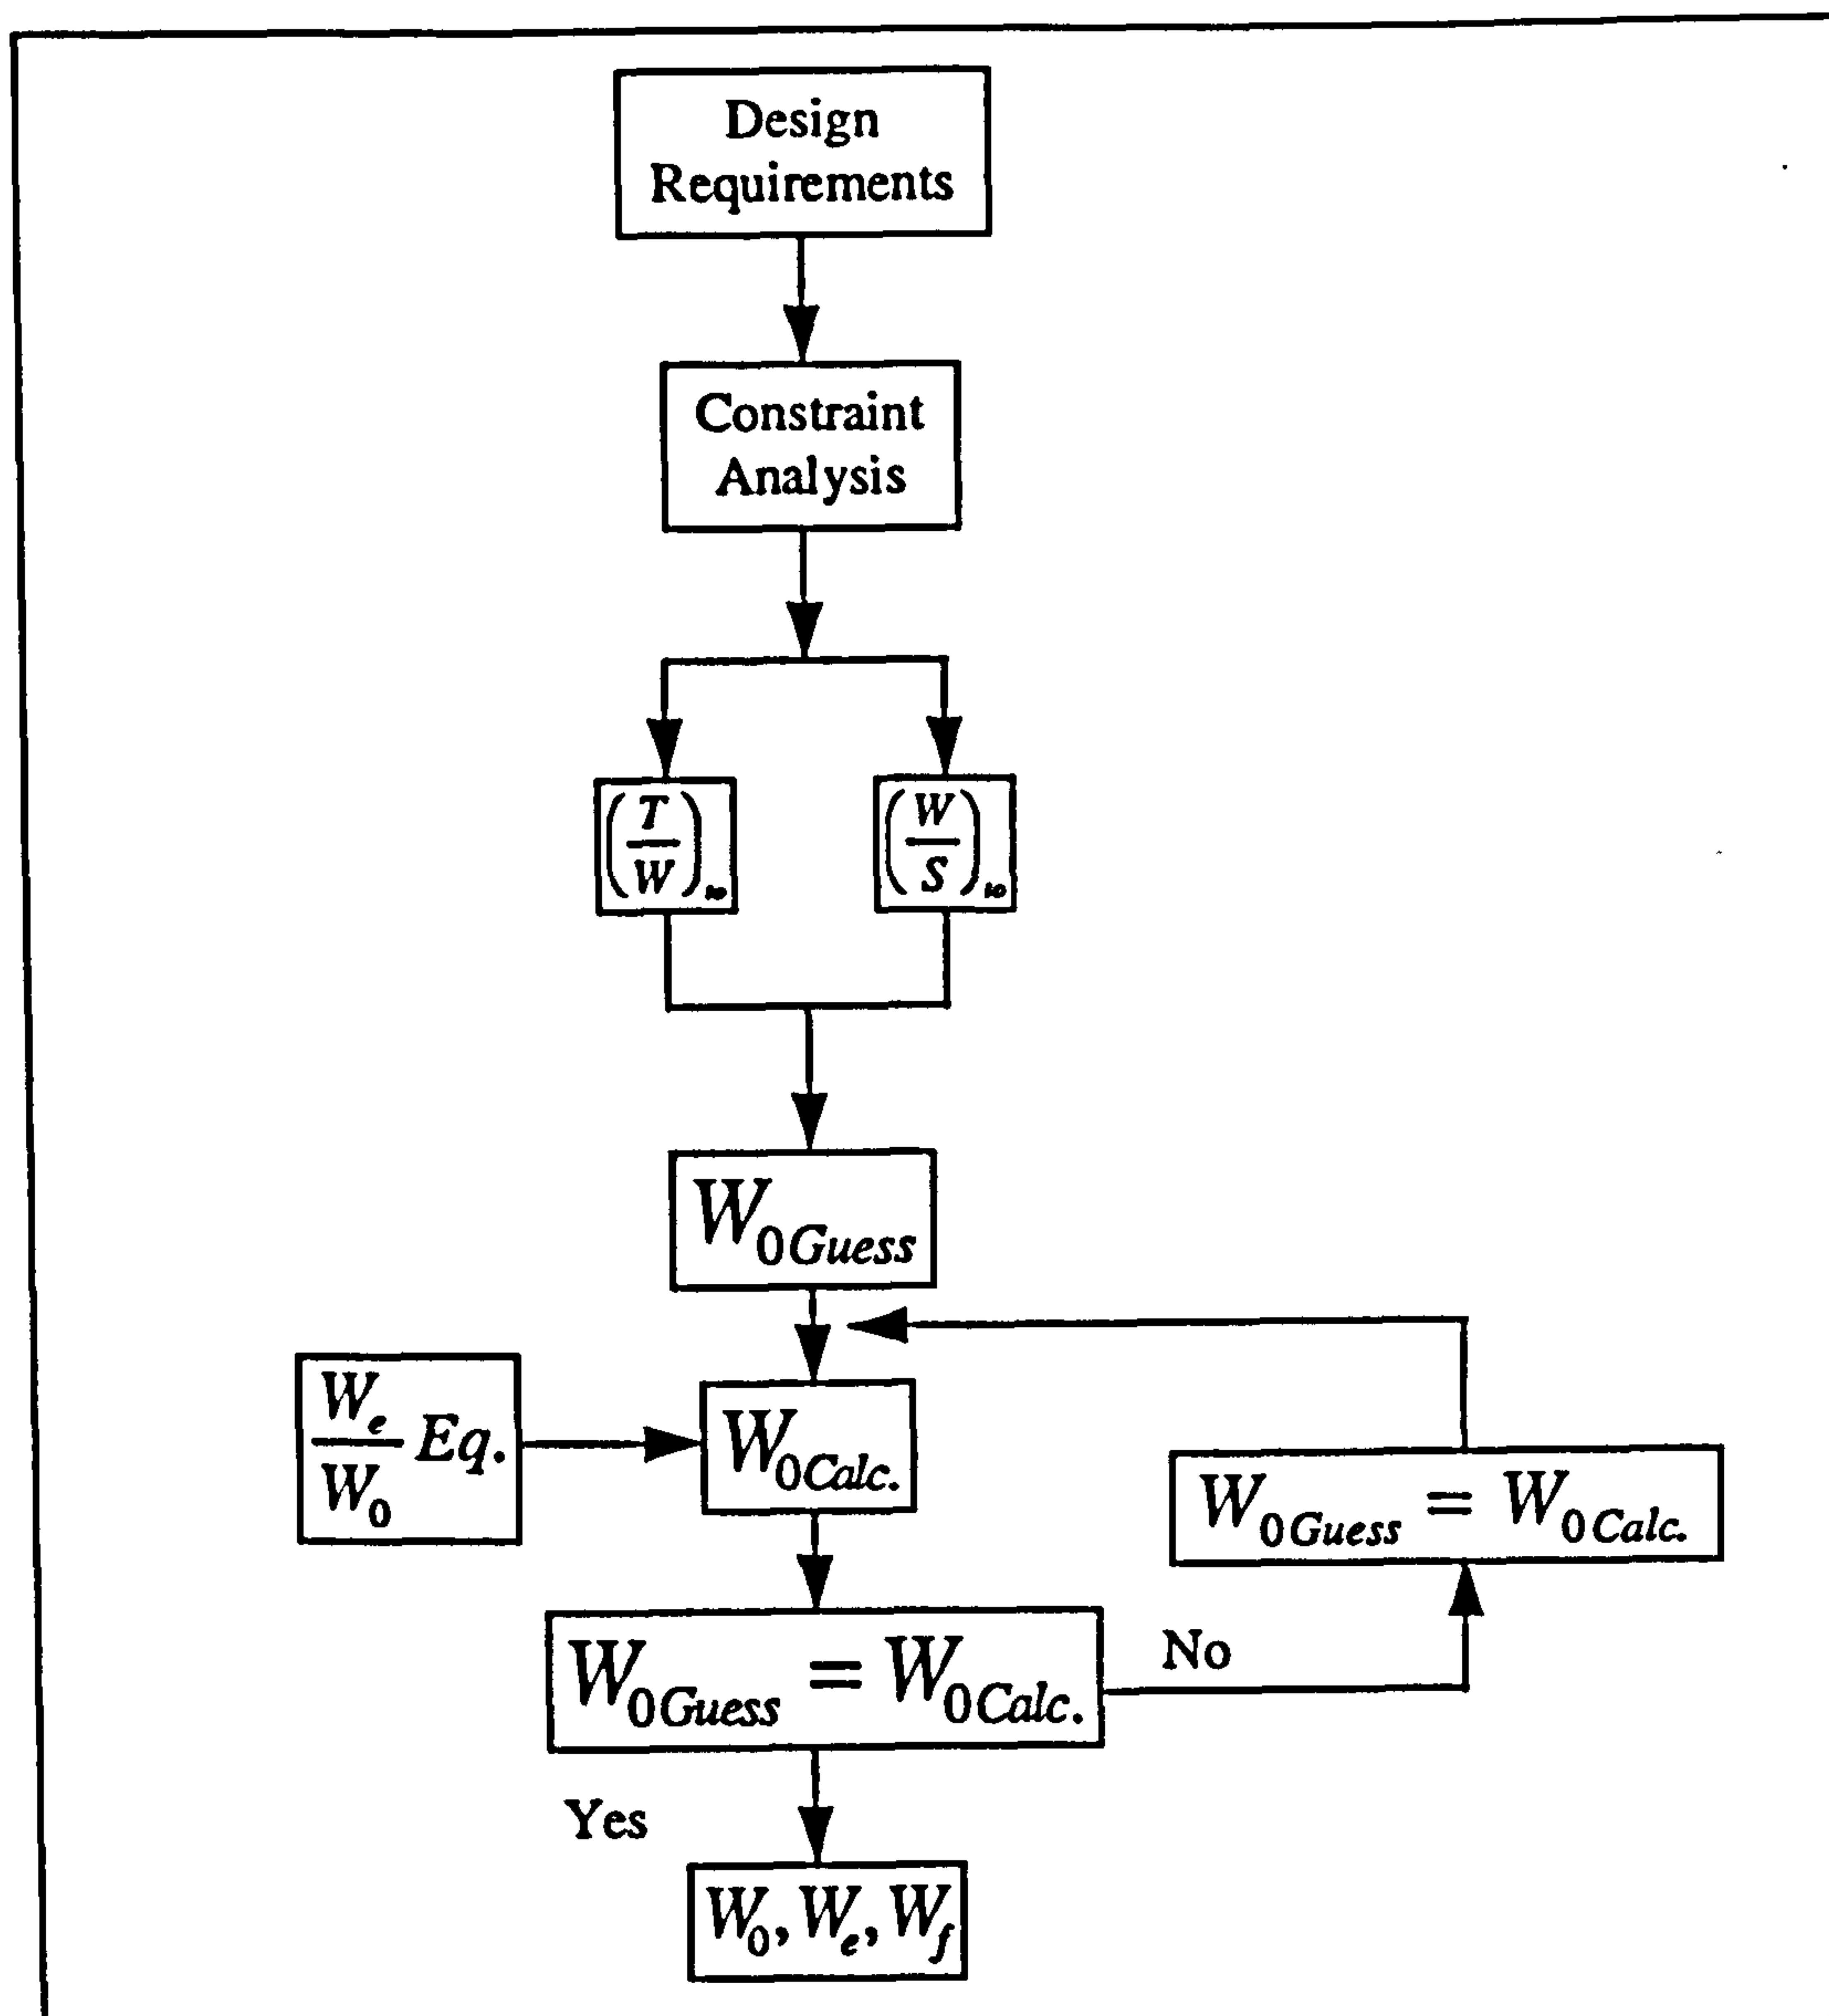 Design
Requirements
Constraint
Analysis
(T/W)to
(W/S)to
W0Guess
We/W0 Eq.
W0Calc.
W0Guess = W0Calc.
W0Guess = W0Calc.
No
Yes
W0, We, Wf